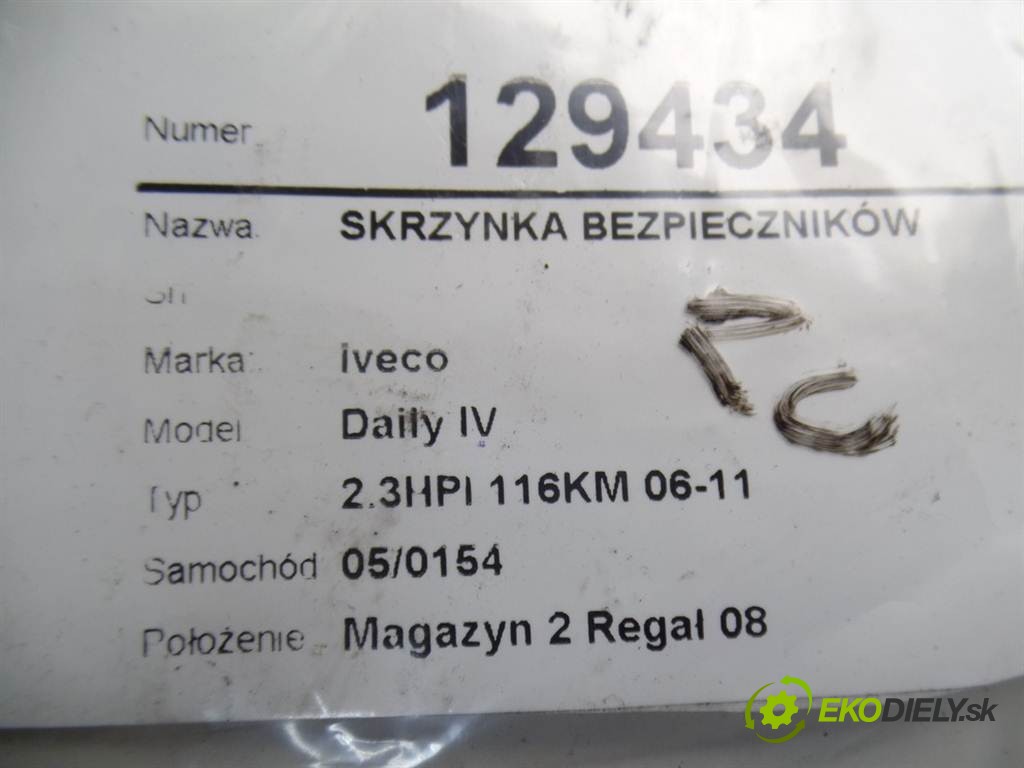 Numer 129434
Nazwa. SKRZYNKA BEZPIECZNIKÓW
Marka: Iveco
Model Daily IV
Typ 2.3HPI 116KM 06-11
Samochód 05/0154
Położenie Magazyn 2 Regał 08
EKODIELY.sk